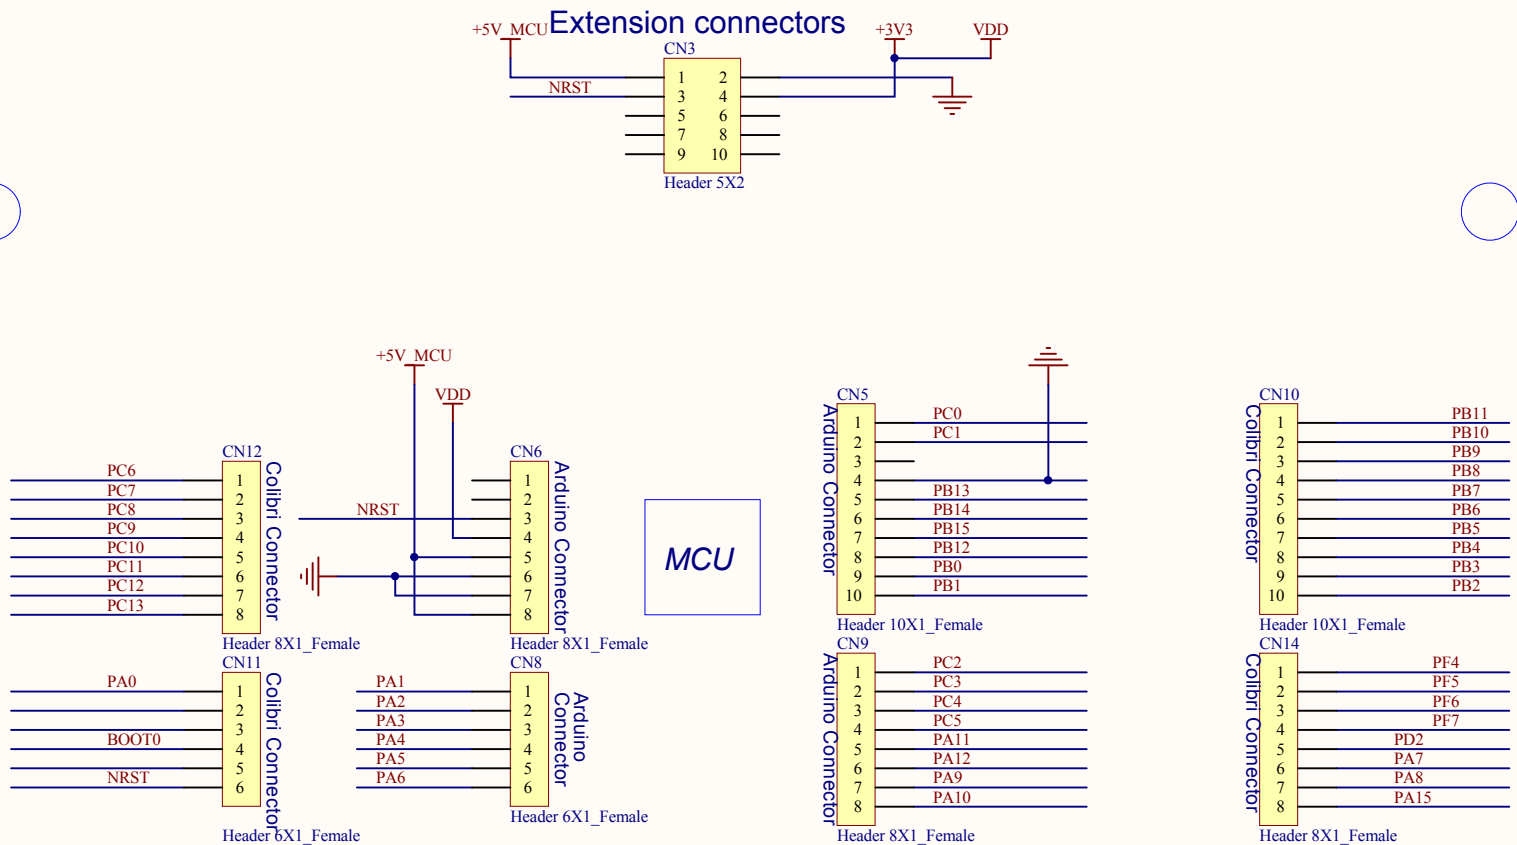 Extension connectors
+5V_MCU
+3V3
VDD
CN3
NRST
1 2
3 4
5 6
7 8
9 10
Header 5X2
+5V_MCU
VDD
CN12
PC6 1
PC7 2
PC8 3
PC9 4
PC10 5
PC11 6
PC12 7
PC13 8
Colibri Connector
Header 8X1_Female
CN6
NRST
1
2
3
4
5
6
7
8
Arduino Connector
Header 8X1_Female
MCU
CN5
Arduino Connector
1 PC0
2 PC1
3
4
5 PB13
6 PB14
7 PB15
8 PB12
9 PB0
10 PB1
Header 10X1_Female
CN10
Colibri Connector
1 PB11
2 PB10
3 PB9
4 PB8
5 PB7
6 PB6
7 PB5
8 PB4
9 PB3
10 PB2
Header 10X1_Female
CN11
PA0 1
2
3
BOOT0 4
5
NRST 6
Colibri Connector
Header 6X1_Female
CN8
PA1 1
PA2 2
PA3 3
PA4 4
PA5 5
PA6 6
Arduino
Connector
Header 6X1_Female
CN9
Arduino Connector
1 PC2
2 PC3
3 PC4
4 PC5
5 PA11
6 PA12
7 PA9
8 PA10
Header 8X1_Female
CN14
Colibri Connector
1 PF4
2 PF5
3 PF6
4 PF7
5 PD2
6 PA7
7 PA8
8 PA15
Header 8X1_Female